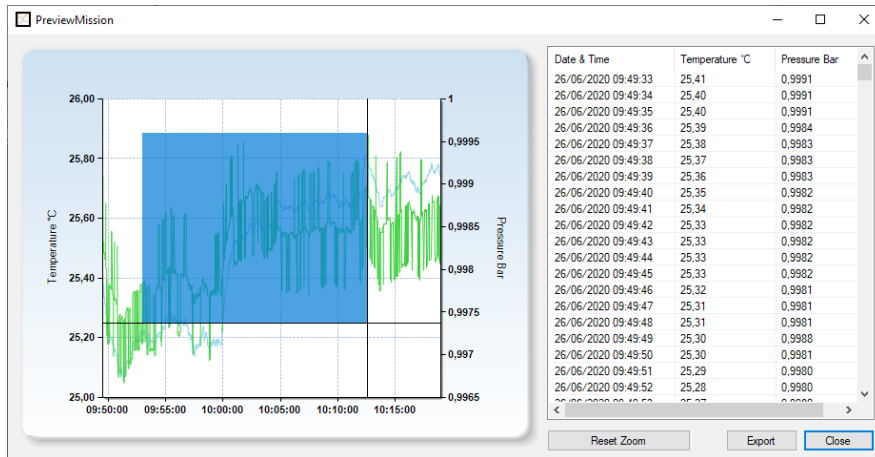 PreviewMission
26,00
25,80
25,60
25,40
25,20
25,00
Temperature °C
1
0,9995
0,999
0,9985
0,998
0,9975
0,997
0,9965
Pressure Bar
09:50:00 09:55:00 10:00:00 10:05:00 10:10:00 10:15:00
Date & Time Temperature °C Pressure Bar
26/06/2020 09:49:33 25,41 0,9991
26/06/2020 09:49:34 25,40 0,9991
26/06/2020 09:49:35 25,40 0,9991
26/06/2020 09:49:36 25,39 0,9984
26/06/2020 09:49:37 25,38 0,9983
26/06/2020 09:49:38 25,37 0,9983
26/06/2020 09:49:39 25,36 0,9983
26/06/2020 09:49:40 25,35 0,9982
26/06/2020 09:49:41 25,34 0,9982
26/06/2020 09:49:42 25,33 0,9982
26/06/2020 09:49:43 25,33 0,9982
26/06/2020 09:49:44 25,33 0,9982
26/06/2020 09:49:45 25,33 0,9982
26/06/2020 09:49:46 25,32 0,9981
26/06/2020 09:49:47 25,31 0,9981
26/06/2020 09:49:48 25,31 0,9981
26/06/2020 09:49:49 25,30 0,9988
26/06/2020 09:49:50 25,30 0,9981
26/06/2020 09:49:51 25,29 0,9980
26/06/2020 09:49:52 25,28 0,9980
Reset Zoom Export Close